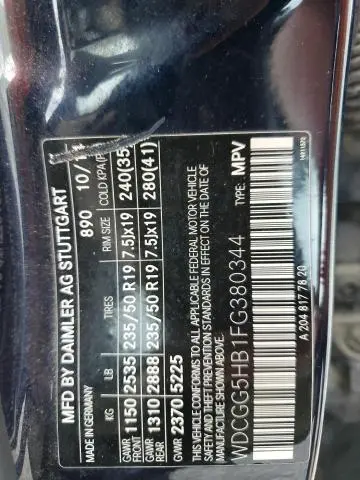 MFD BY DAIMLER AG STUTTGART
MADE IN GERMANY 890 10/1
KG LB TIRES RIM SIZE COLD KPA/(P
GAWR FRONT 1150 2535 235/50 R19 7.5Jx19 240(35
GAWR REAR 1310 2888 235/50 R19 7.5Jx19 280(41)
GVWR 2370 5225
THIS VEHICLE CONFORMS TO ALL APPLICABLE FEDERAL MOTOR VEHICLE
SAFETY AND THEFT PREVENTION STANDARDS IN EFFECT ON THE DATE OF
MANUFACTURE SHOWN ABOVE.
WDCGG5HB1FG380344 TYPE: MPV
A 204 817 78 20